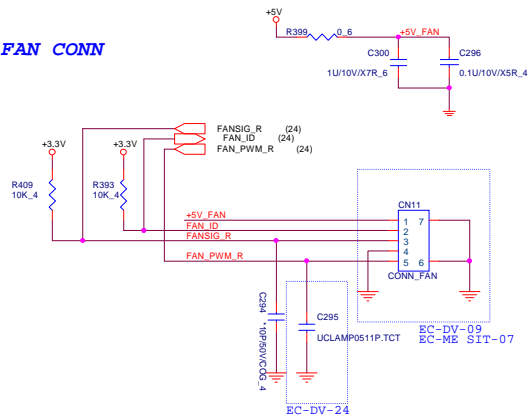 FAN CONN
+5V
R399 0_6 +5V_FAN
C300 C296
1U/10V/X7R_6 0.1U/10V/X5R_4
FANSIG_R (24)
FAN_ID (24)
FAN_PWM_R (24)
+3.3V +3.3V
R409 R393
10K_4 10K_4
CN11
+5V_FAN 1 7
FAN_ID 2
FANSIG_R 3
4
FAN_PWM_R 5 6
CONN_FAN
C294 *10P/50V/COG_4
C295
UCLAMP0511P.TCT
EC-DV-09
EC-ME SIT-07
EC-DV-24